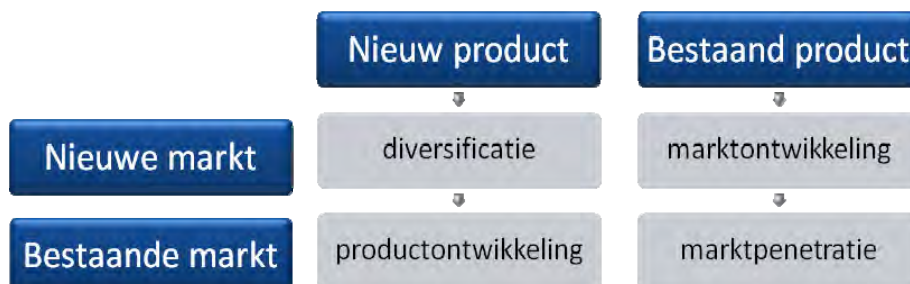 Nieuw product
Bestaand product
Nieuwe markt
diversificatie
marktontwikkeling
Bestaande markt
productontwikkeling
marktpenetratie